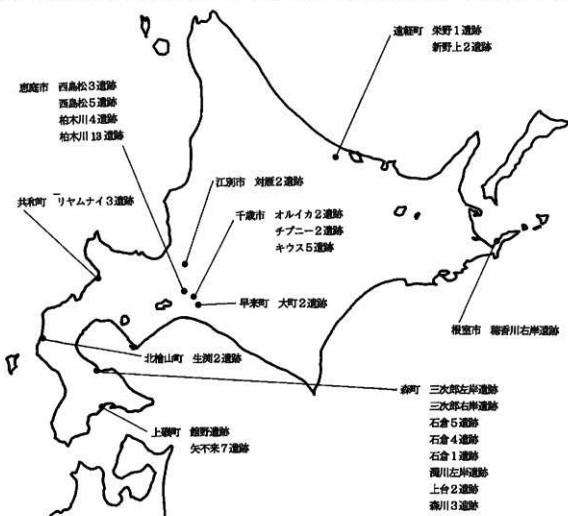 遠軽町 栄野1遺跡
新野上2遺跡
恵庭市 西島松3遺跡
西島松5遺跡
柏木川4遺跡
柏木川13遺跡
江別市 対雁2遺跡
共和町 リヤムナイ3遺跡
千歳市 オルイカ2遺跡
チプニー2遺跡
キウス5遺跡
早来町 大町2遺跡
根室市 穂香川右岸遺跡
北檜山町 生渕2遺跡
森町 三次郎左岸遺跡
三次郎右岸遺跡
石倉5遺跡
石倉4遺跡
石倉1遺跡
濁川左岸遺跡
上台2遺跡
森川3遺跡
上磯町 館野遺跡
矢不来7遺跡